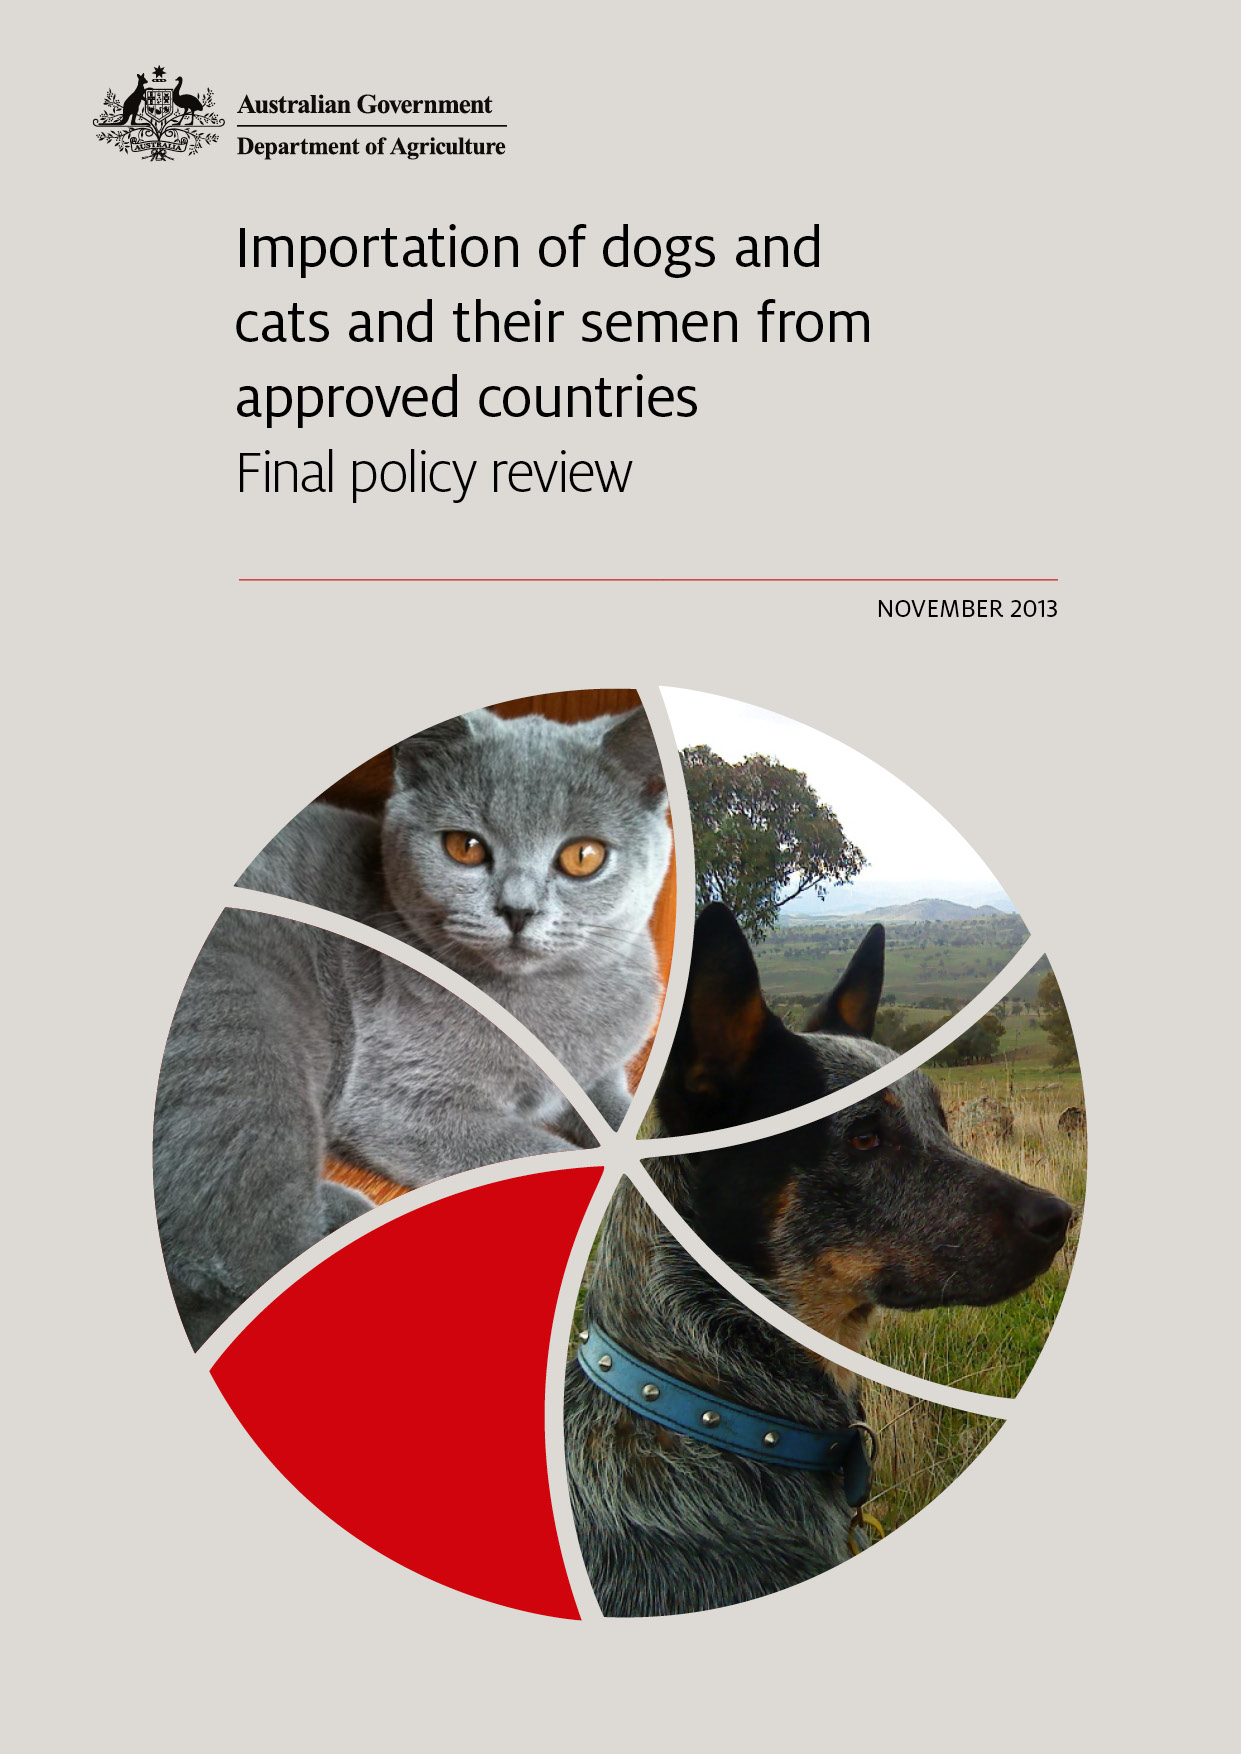 AUSTRALIA
Australian Government
Department of Agriculture
Importation of dogs and
cats and their semen from
approved countries
Final policy review
NOVEMBER 2013